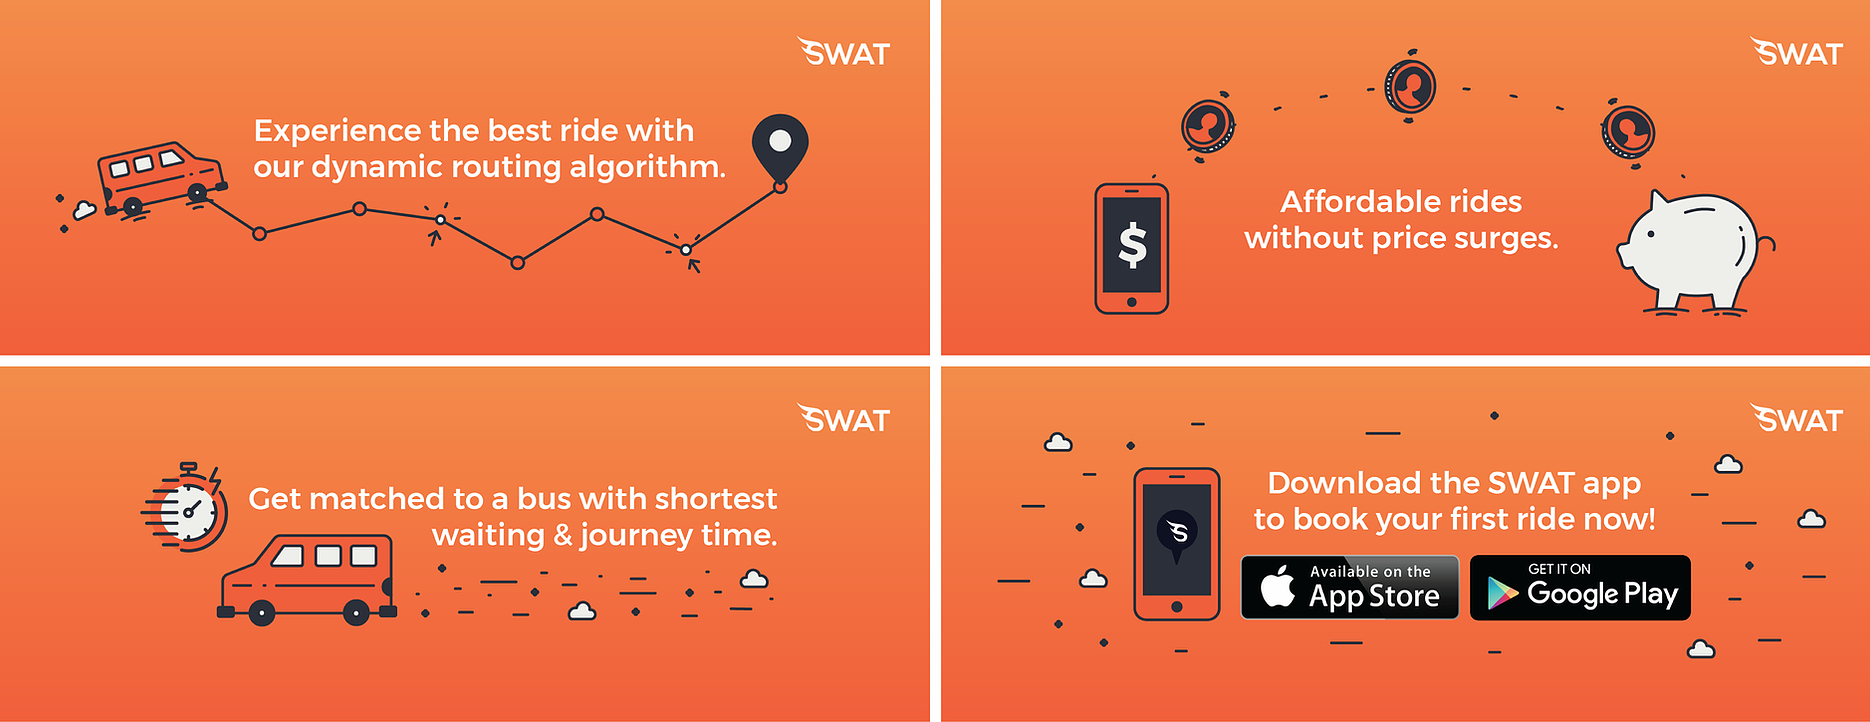 SWAT
Experience the best ride with
our dynamic routing algorithm.
SWAT
$
Affordable rides
without price surges.
SWAT
Get matched to a bus with shortest
waiting & journey time.
SWAT
Download the SWAT app
to book your first ride now!
S
Available on the
App Store
GET IT ON
Google Play